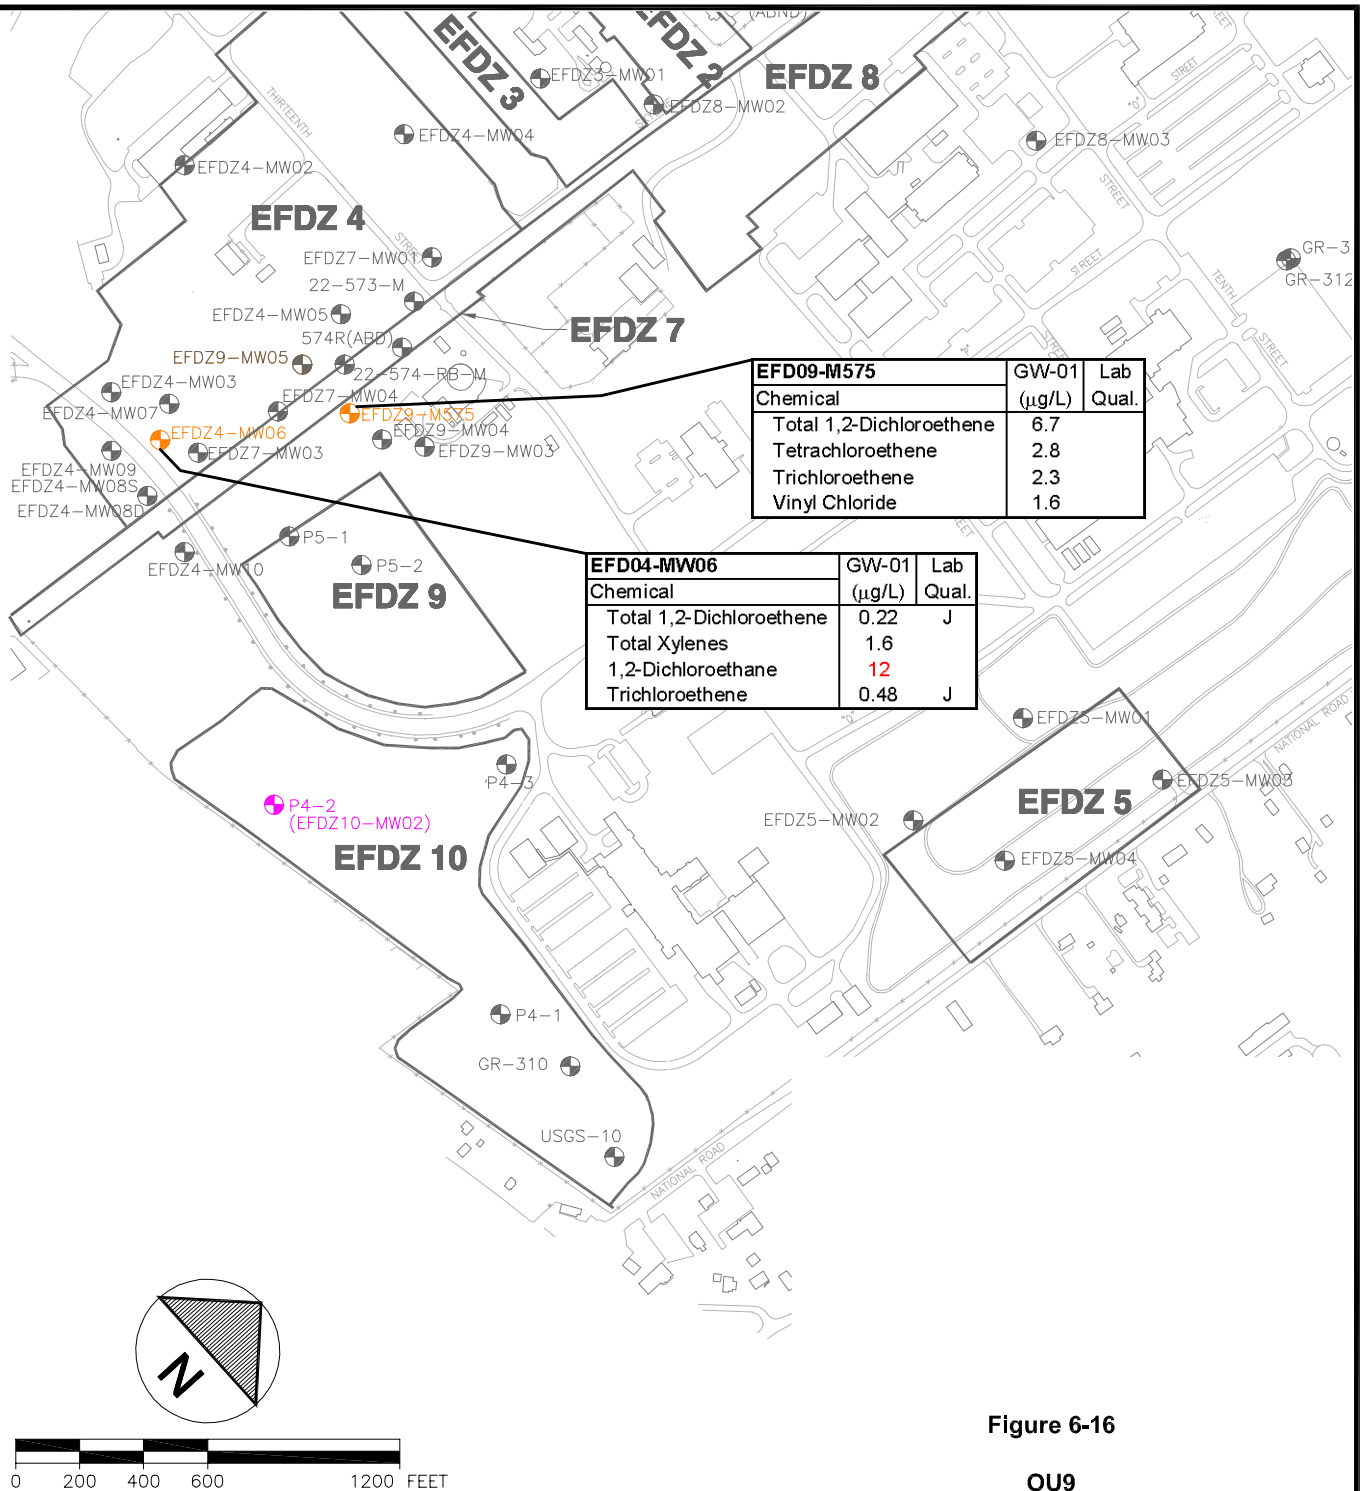 (ABND)
EFDZ 2
EFDZ 3
EFDZ3-MW01
EFDZ8-MW02
EFDZ 8
STREET
STREET
"D"
EFDZ8-MW03
THIRTEENTH
STREET
EFDZ4-MW04
EFDZ4-MW02
EFDZ 4
STREET
STREET
TENTH
STREET
GR-3
GR-312
EFDZ7-MW01
22-573-M
EFDZ4-MW05
574R(ABD)
EFDZ 7
EFDZ9-MW05
22-574-RB-M
EFDZ4-MW03
EFDZ7-MW04
EFDZ4-MW07
EFDZ9-M575
EFDZ4-MW06
EFDZ9-MW04
EFDZ7-MW03
EFDZ9-MW03
EFDZ4-MW09
EFDZ4-MW08S
EFDZ4-MW08D
EFD09-M575 GW-01 Lab
Chemical (µg/L) Qual.
Total 1,2-Dichloroethene 6.7
Tetrachloroethene 2.8
Trichloroethene 2.3
Vinyl Chloride 1.6
STREET
P5-1
P5-2
EFDZ4-MW10
EFDZ 9
EFD04-MW06 GW-01 Lab
Chemical (µg/L) Qual.
Total 1,2-Dichloroethene 0.22 J
Total Xylenes 1.6
1,2-Dichloroethane 12
Trichloroethene 0.48 J
"Q"
EFDZ5-MW01
NATIONAL ROAD
P4-3
EFDZ5-MW03
EFDZ 5
P4-2
(EFDZ10-MW02)
EFDZ5-MW02
EFDZ 10
EFDZ5-MW04
P4-1
GR-310
USGS-10
NATIONAL ROAD
N
0 200 400 600 1200 FEET
Figure 6-16
OU9